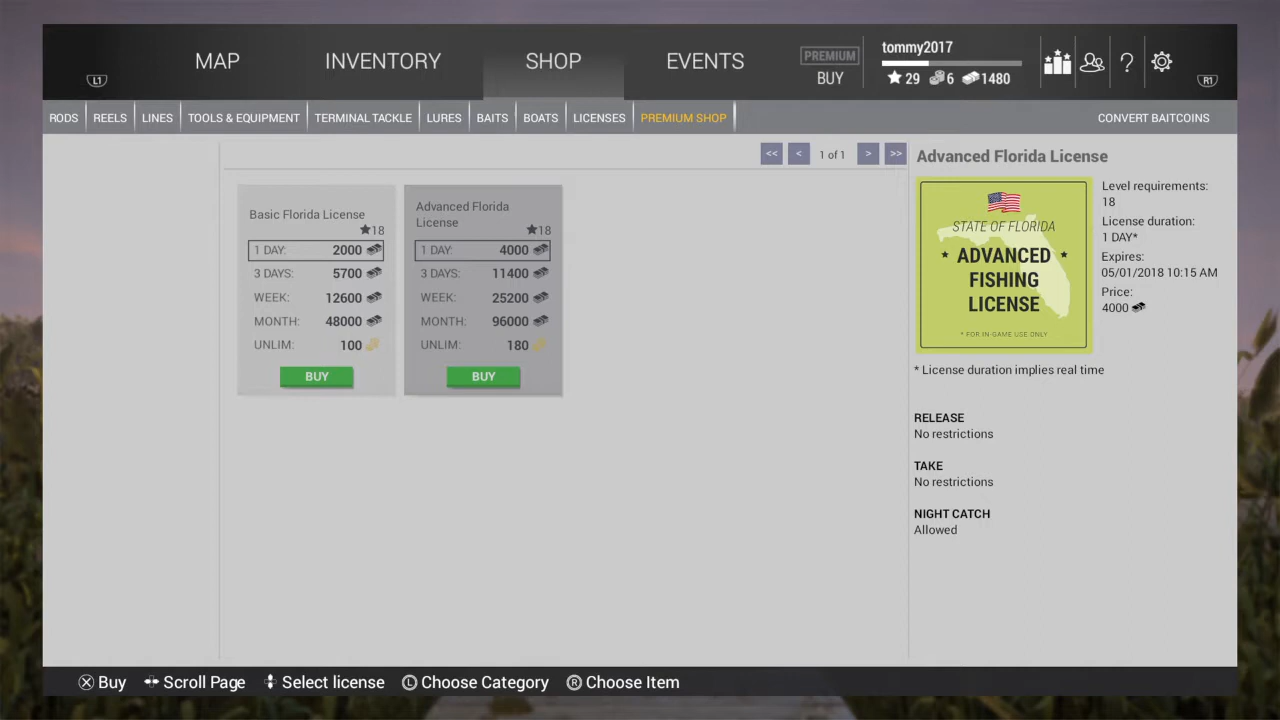 MAP
INVENTORY
SHOP
EVENTS
PREMIUM
BUY
tommy2017
29
6
1480
L1
R1
RODS
REELS
LINES
TOOLS & EQUIPMENT
TERMINAL TACKLE
LURES
BAITS
BOATS
LICENSES
PREMIUM SHOP
CONVERT BAITCOINS
<<
<
1 of 1
>
>>
Basic Florida License
18
1 DAY: 2000
3 DAYS: 5700
WEEK: 12600
MONTH: 48000
UNLIM: 100
BUY
Advanced Florida
License
18
1 DAY: 4000
3 DAYS: 11400
WEEK: 25200
MONTH: 96000
UNLIM: 180
BUY
Advanced Florida License
STATE OF FLORIDA
ADVANCED
FISHING
LICENSE
* FOR IN-GAME USE ONLY
Level requirements:
18
License duration:
1 DAY*
Expires:
05/01/2018 10:15 AM
Price:
4000
* License duration implies real time
RELEASE
No restrictions
TAKE
No restrictions
NIGHT CATCH
Allowed
Buy
Scroll Page
Select license
L Choose Category
R Choose Item